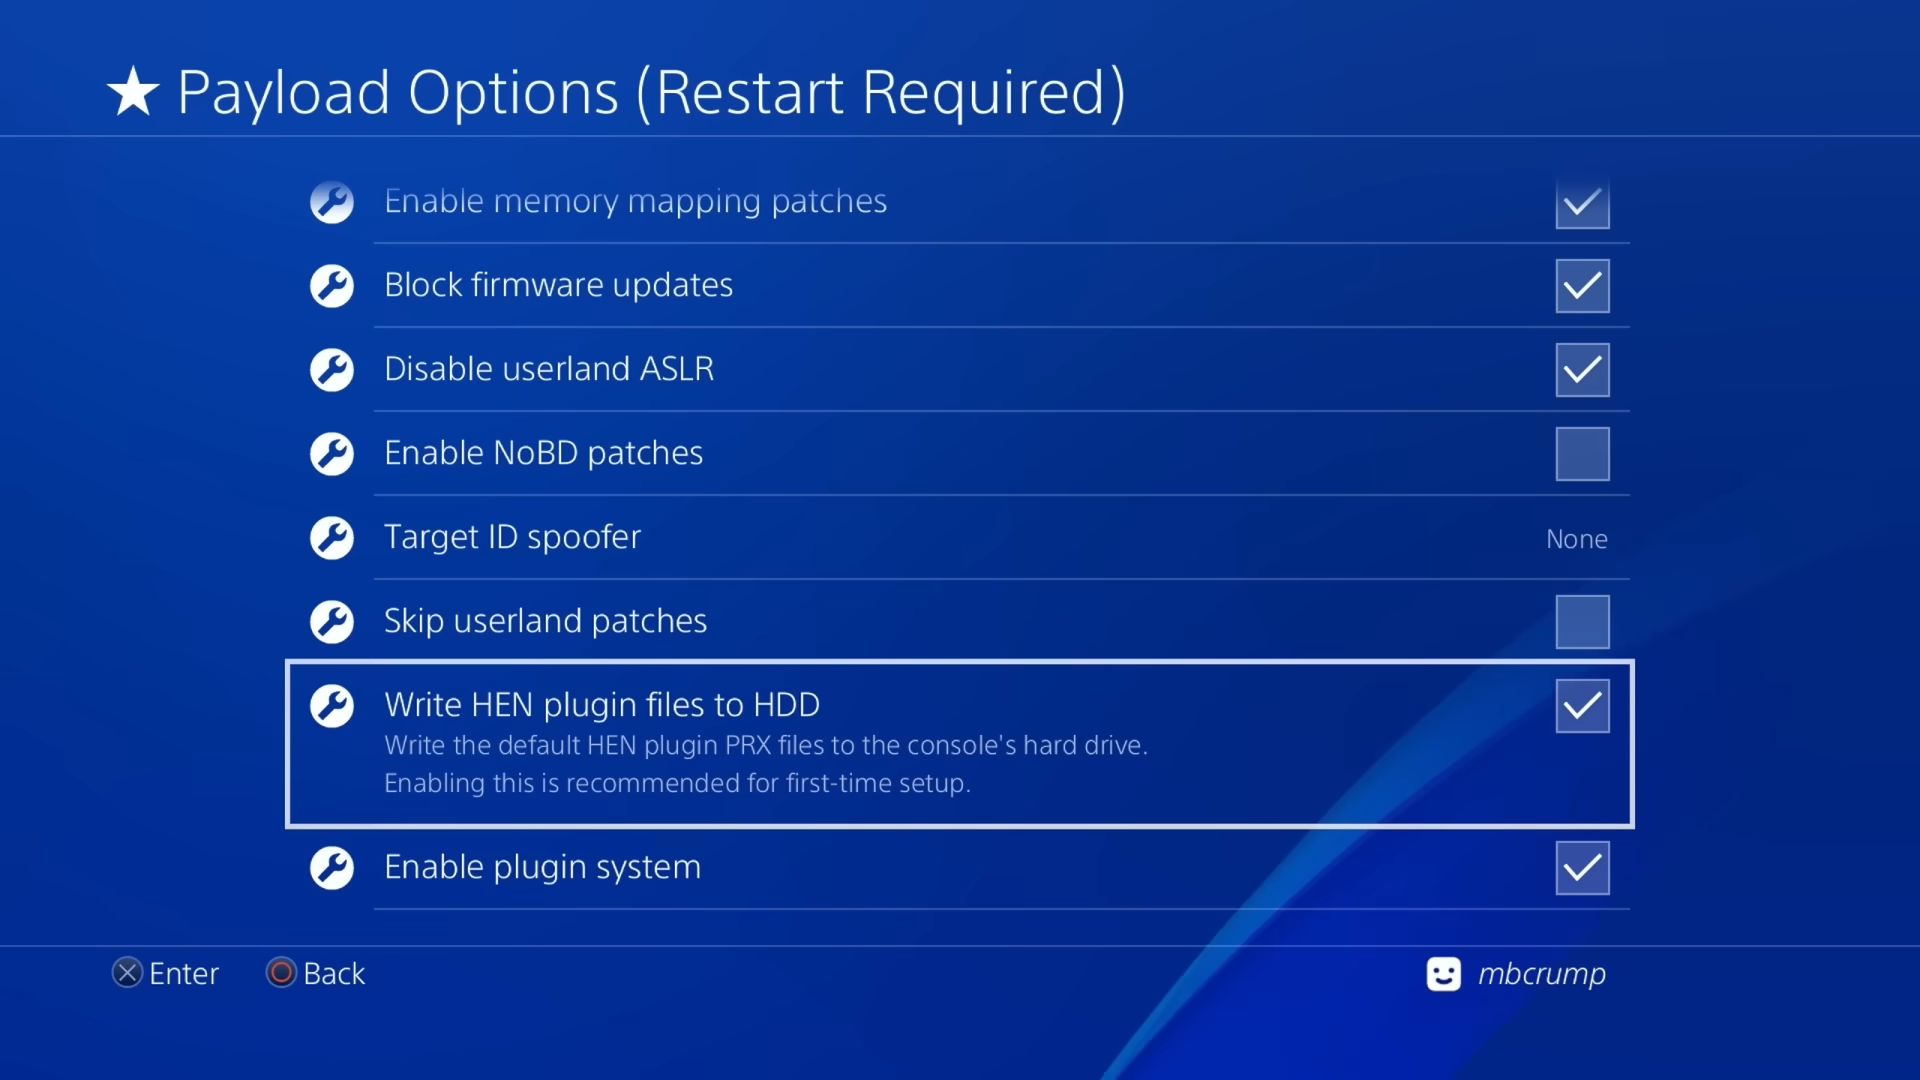 Payload Options (Restart Required)
Enable memory mapping patches
Block firmware updates
Disable userland ASLR
Enable NoBD patches
Target ID spoofer
None
Skip userland patches
Write HEN plugin files to HDD
Write the default HEN plugin PRX files to the console's hard drive.
Enabling this is recommended for first-time setup.
Enable plugin system
Enter
Back
mbcrump